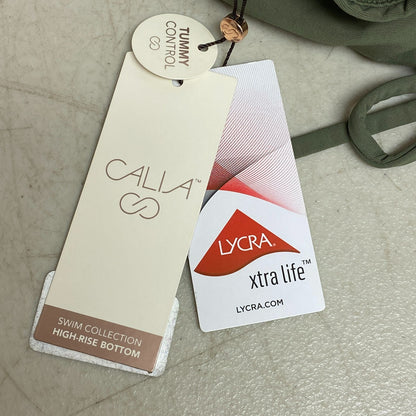 TUMMY
CONTROL
CALIA™
SWIM COLLECTION
HIGH-RISE BOTTOM
LYCRA®
xtra life™
LYCRA.COM